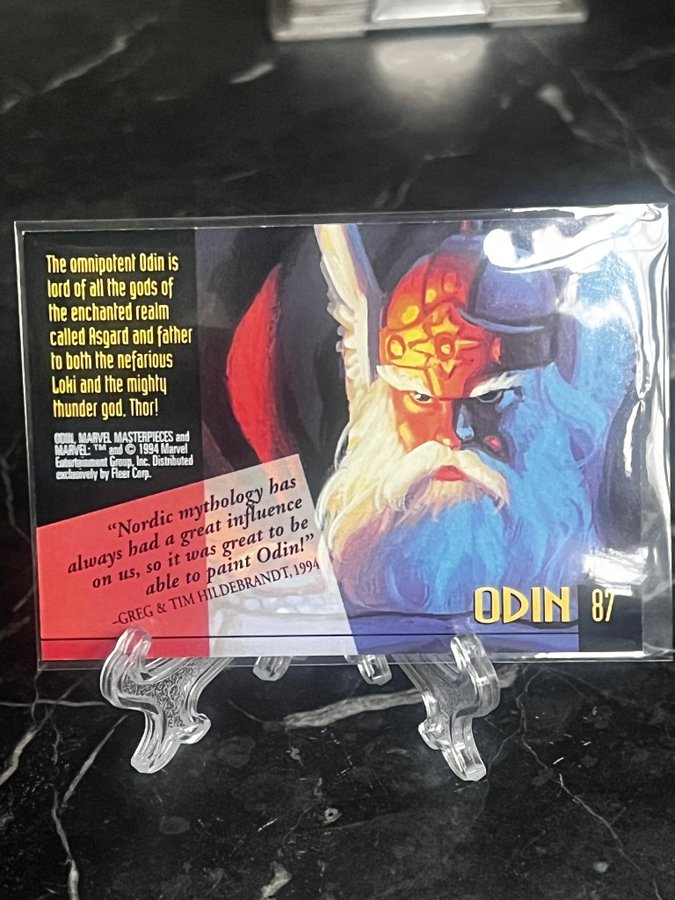 The omnipotent Odin is
lord of all the gods of
the enchanted realm
called Asgard and father
to both the nefarious
Loki and the mighty
thunder god, Thor!
ODIN, MARVEL MASTERPIECES and
MARVEL: ™ and © 1994 Marvel
Entertainment Group, Inc. Distributed
exclusively by Fleer Corp.
“Nordic mythology has
always had a great influence
on us, so it was great to be
able to paint Odin!”
–GREG & TIM HILDEBRANDT, 1994
ODIN 87